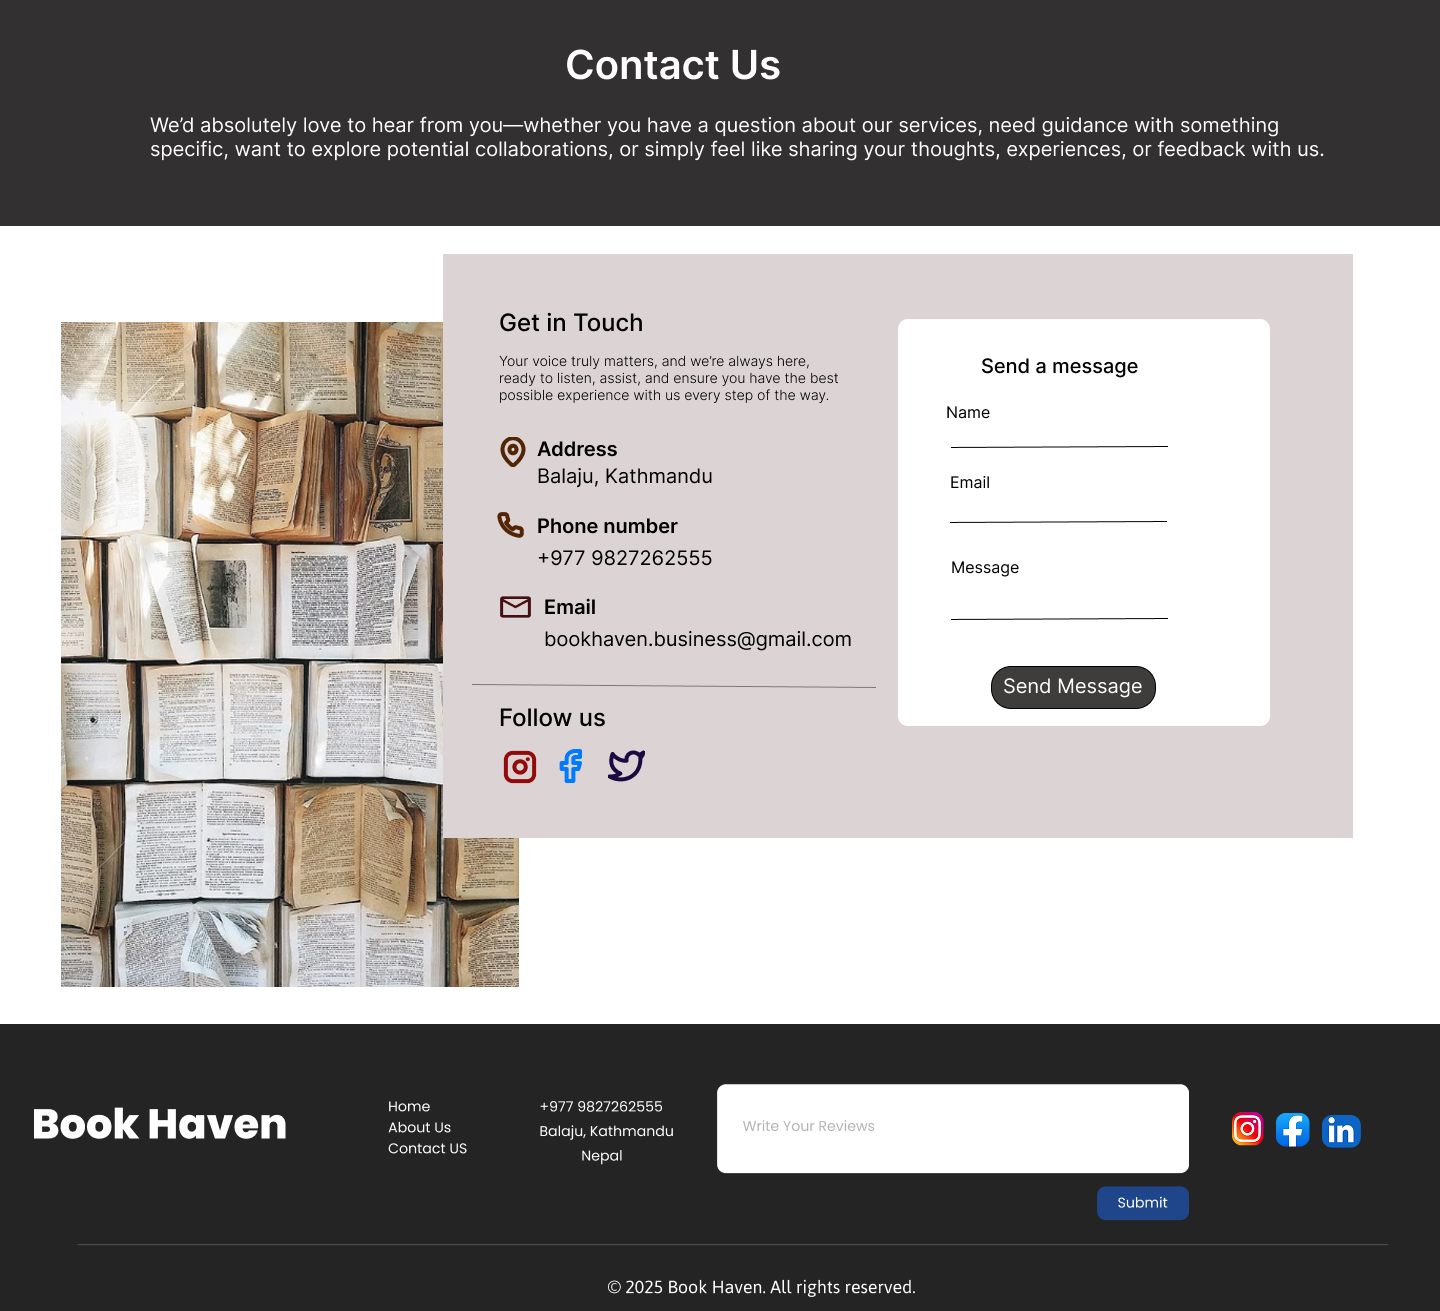 Contact Us
We’d absolutely love to hear from you—whether you have a question about our services, need guidance with something
specific, want to explore potential collaborations, or simply feel like sharing your thoughts, experiences, or feedback with us.
Get in Touch
Your voice truly matters, and we’re always here,
ready to listen, assist, and ensure you have the best
possible experience with us every step of the way.
Address
Balaju, Kathmandu
Phone number
+977 9827262555
Email
bookhaven.business@gmail.com
Follow us
Send a message
Name
Email
Message
Send Message
Book Haven
Home
About Us
Contact US
+977 9827262555
Balaju, Kathmandu
Nepal
Write Your Reviews
Submit
in
© 2025 Book Haven. All rights reserved.